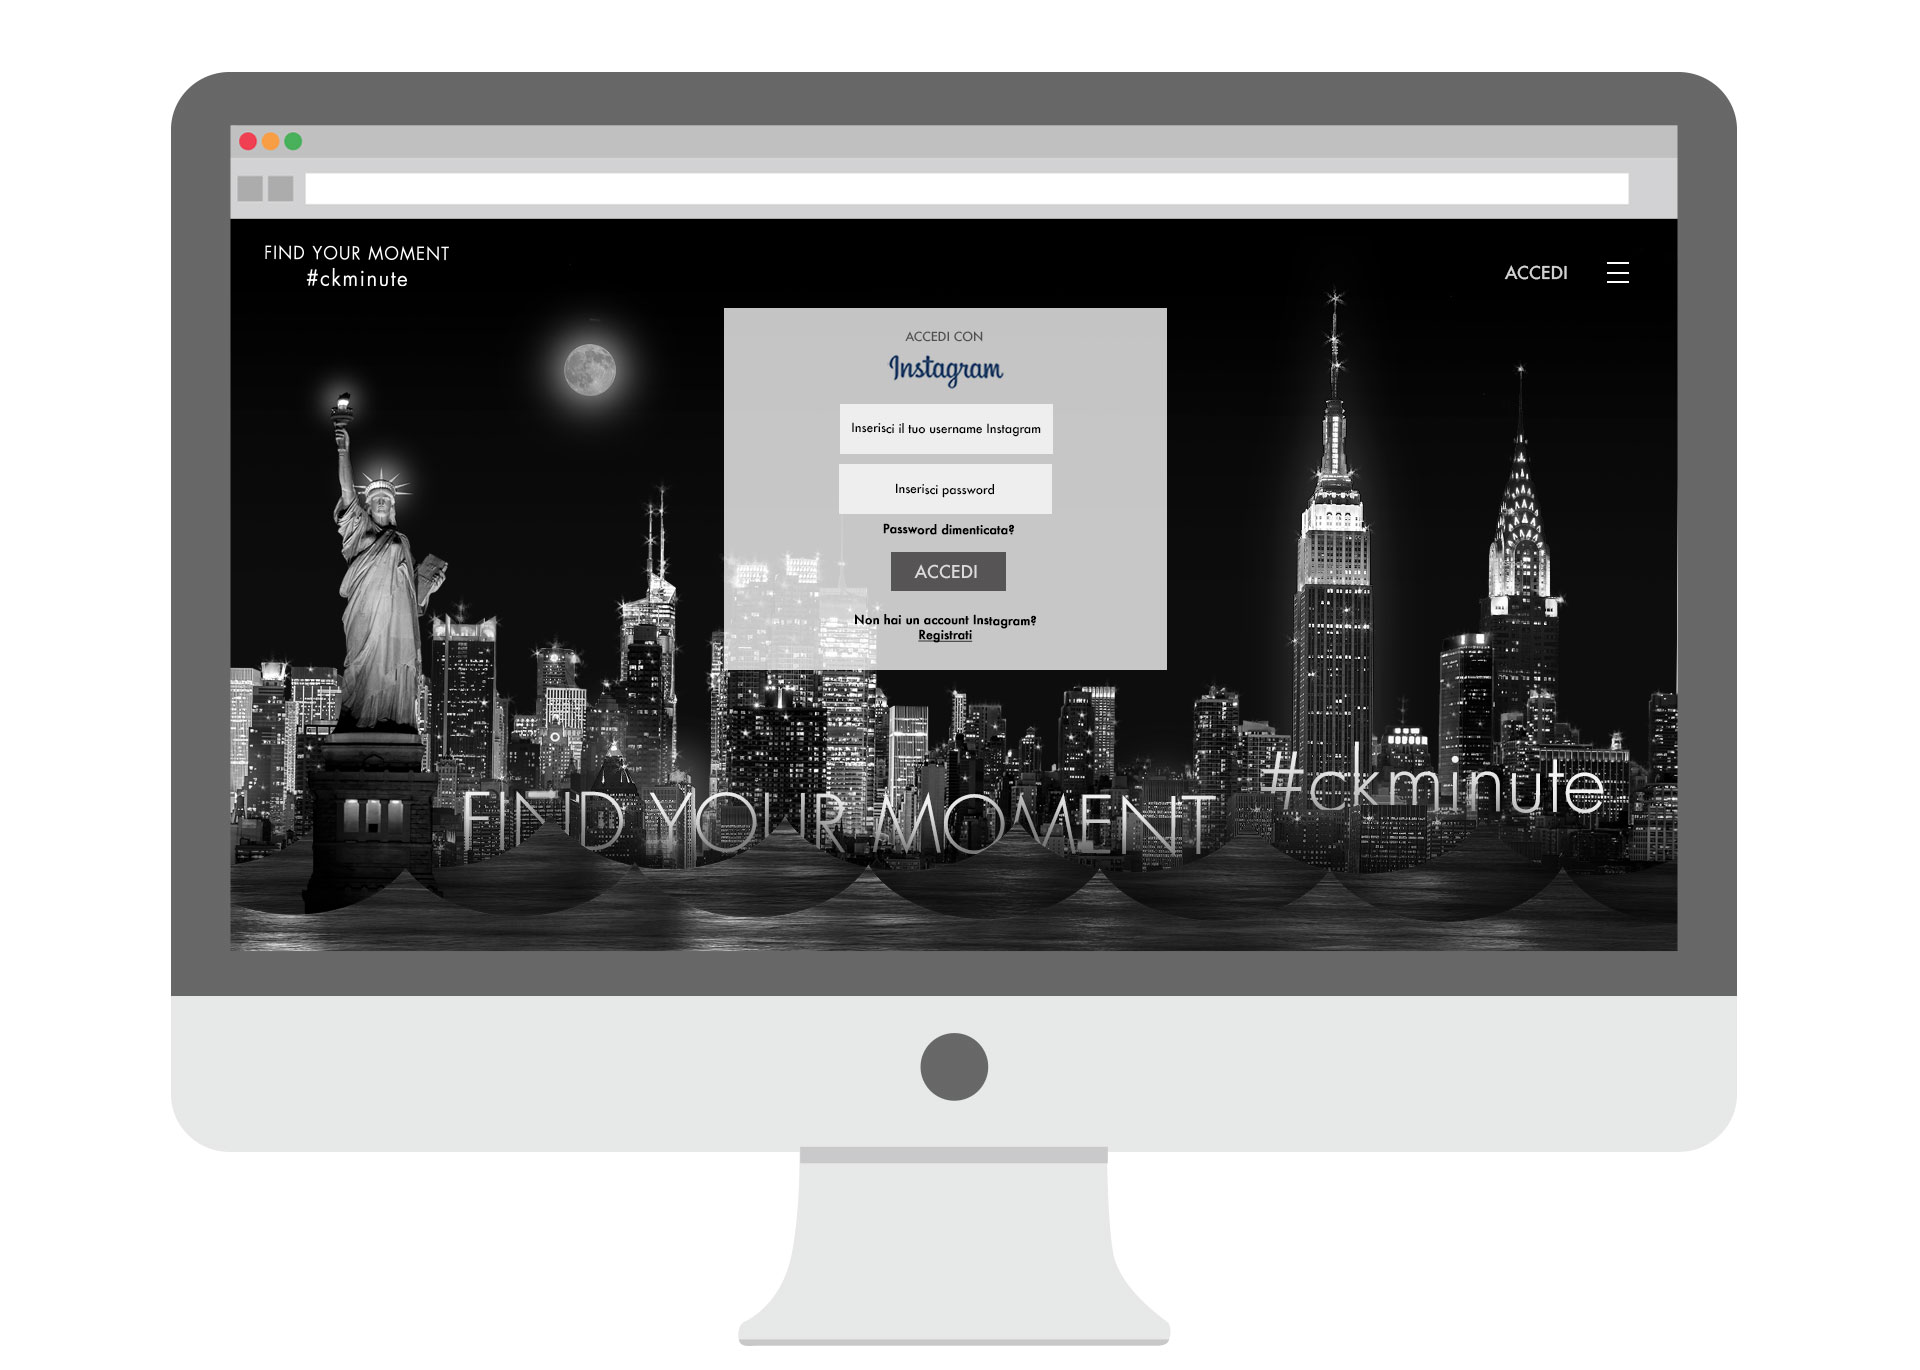 FIND YOUR MOMENT
#ckminute
ACCEDI
ACCEDI CON
Instagram
Inserisci il tuo username Instagram
Inserisci password
Password dimenticata?
ACCEDI
Non hai un account Instagram?
Registrati
#ckminute
FIND YOUR MOMENT